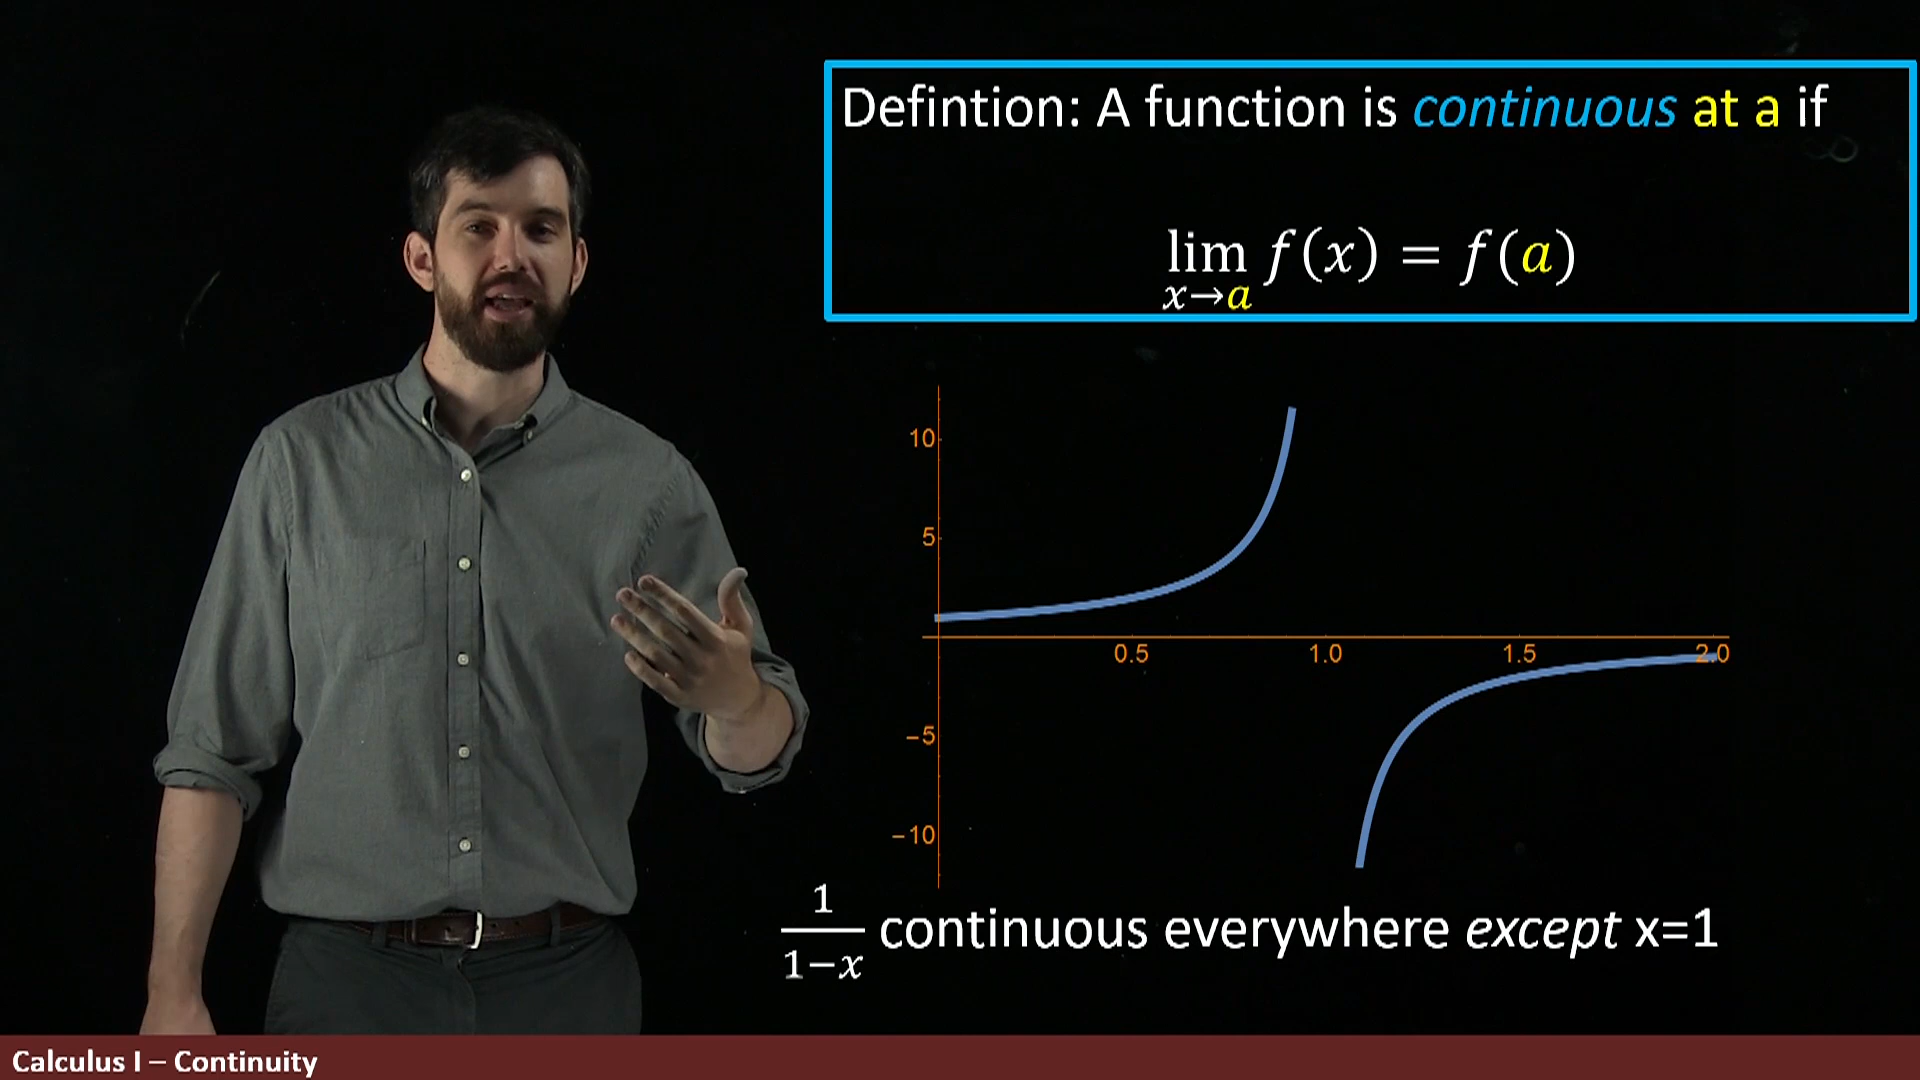 Defintion: A function is continuous at a if
lim f(x) = f(a)
x→a
10
5
0.5 1.0 1.5 2.0
−5
−10
1
continuous everywhere except x=1
1−x
Calculus I – Continuity